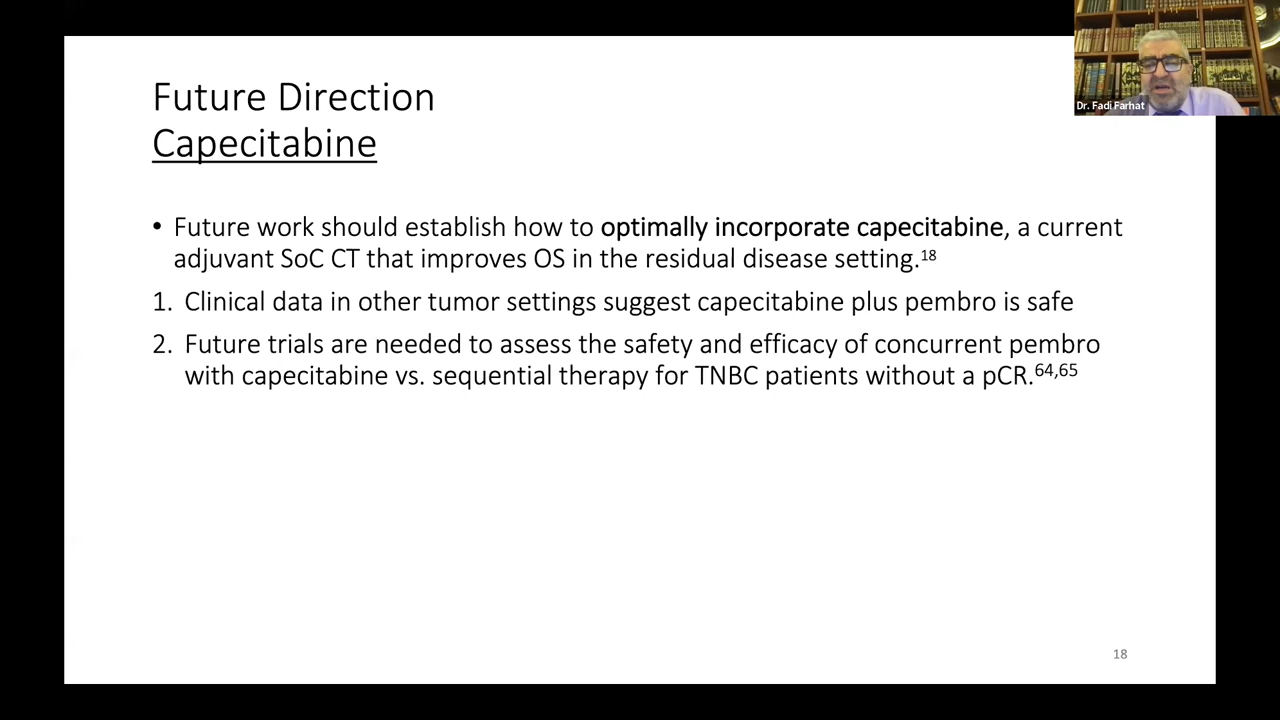 Future Direction
Capecitabine
• Future work should establish how to optimally incorporate capecitabine, a current
adjuvant SoC CT that improves OS in the residual disease setting.18
1. Clinical data in other tumor settings suggest capecitabine plus pembro is safe
2. Future trials are needed to assess the safety and efficacy of concurrent pembro
with capecitabine vs. sequential therapy for TNBC patients without a pCR.64,65
18
Dr. Fadi Farhat